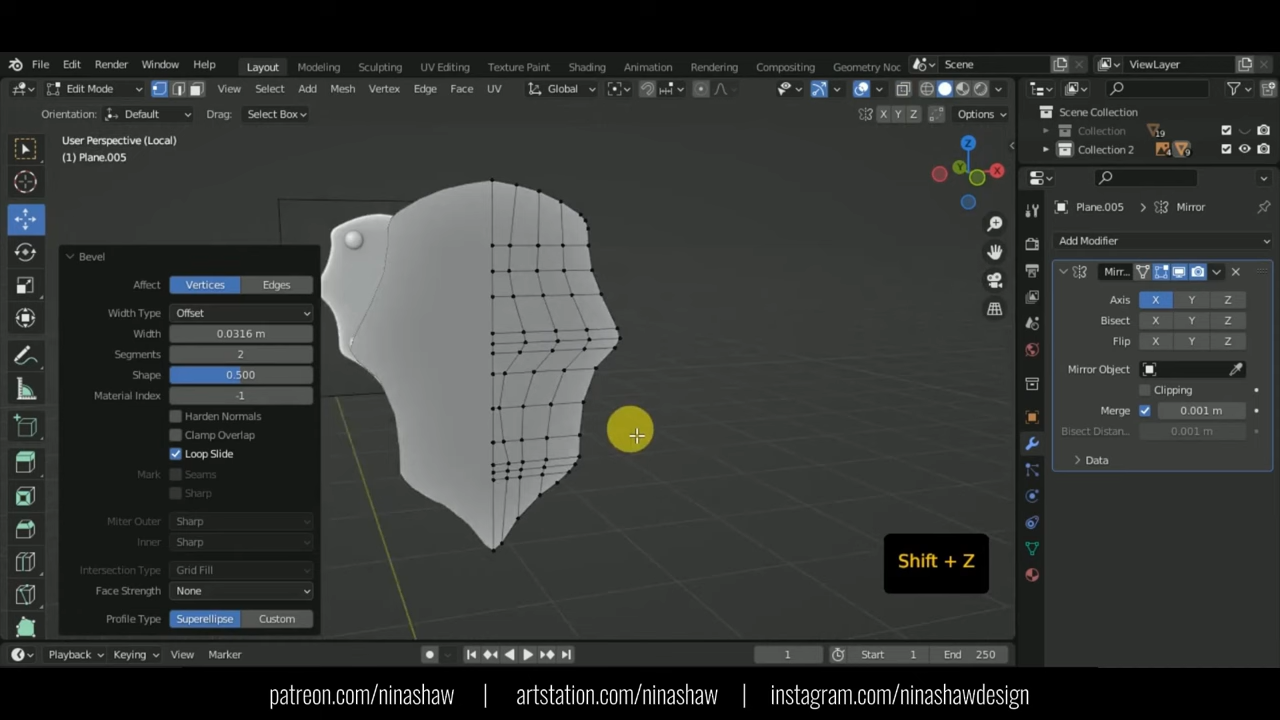 File Edit Render Window Help Layout Modeling Sculpting UV Editing Texture Paint Shading Animation Rendering Compositing Geometry Noc Scene ViewLayer
Edit Mode View Select Add Mesh Vertex Edge Face UV Global
Orientation: Default Drag: Select Box X Y Z Options
User Perspective (Local)
(1) Plane.005
Z
Y
X
Scene Collection
Collection 19
Collection 2 4 9
Plane.005 Mirror
Add Modifier
Mirr...
Axis X Y Z
Bisect X Y Z
Flip X Y Z
Mirror Object
Clipping
Merge 0.001 m
Bisect Distan... 0.001 m
Data
Bevel
Affect Vertices Edges
Width Type Offset
Width 0.0316 m
Segments 2
Shape 0.500
Material Index -1
Harden Normals
Clamp Overlap
Loop Slide
Mark Seams
Sharp
Miter Outer Sharp
Inner Sharp
Intersection Type Grid Fill
Face Strength None
Profile Type Superellipse Custom
Shift + Z
Playback Keying View Marker 1 Start 1 End 250
patreon.com/ninashaw | artstation.com/ninashaw | instagram.com/ninashawdesign